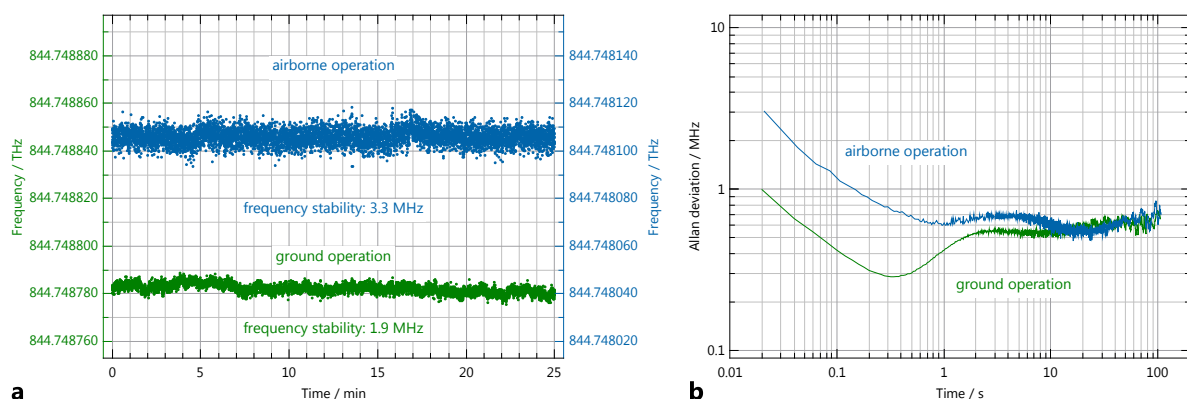 844.748880
844.748860
844.748840
844.748820
844.748800
844.748780
844.748760
Frequency / THz
airborne operation
frequency stability: 3.3 MHz
ground operation
frequency stability: 1.9 MHz
844.748140
844.748120
844.748100
844.748080
844.748060
844.748040
844.748020
Frequency / THz
0 5 10 15 20 25
Time / min
a
10
1
0.1
Allan deviation / MHz
airborne operation
ground operation
0.01 0.1 1 10 100
Time / s
b